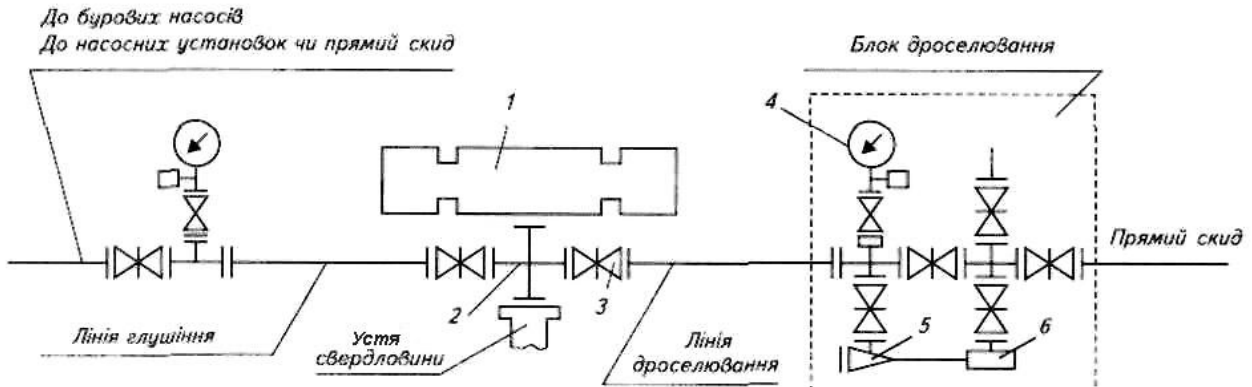 До бурових насосів
До насосних установок чи прямий скид
Блок дроселювання
1
4
Прямий скид
2
3
5
6
Лінія глушіння
Устя
свердловини
Лінія
дроселювання